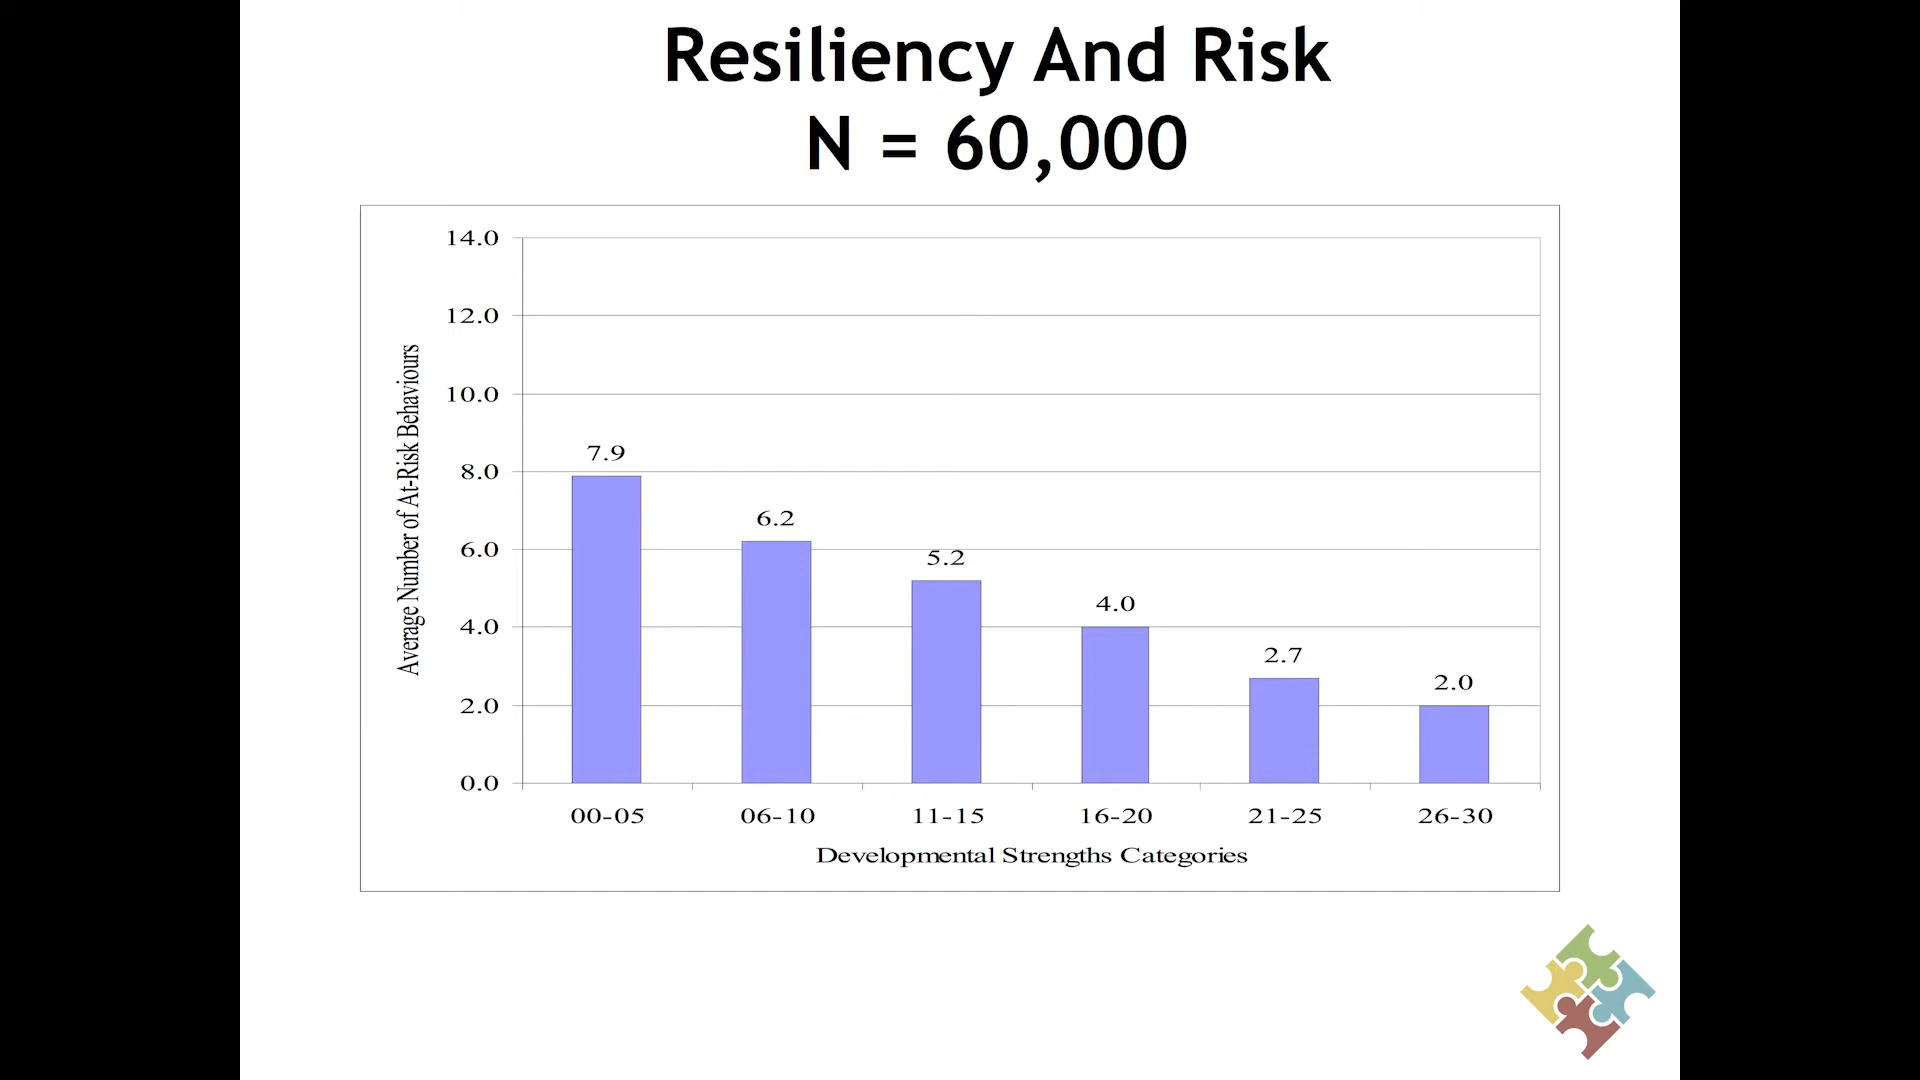 Resiliency And Risk
N = 60,000
14.0
12.0
10.0
8.0
6.0
4.0
2.0
0.0
Average Number of At-Risk Behaviours
7.9
6.2
5.2
4.0
2.7
2.0
00-05 06-10 11-15 16-20 21-25 26-30
Developmental Strengths Categories